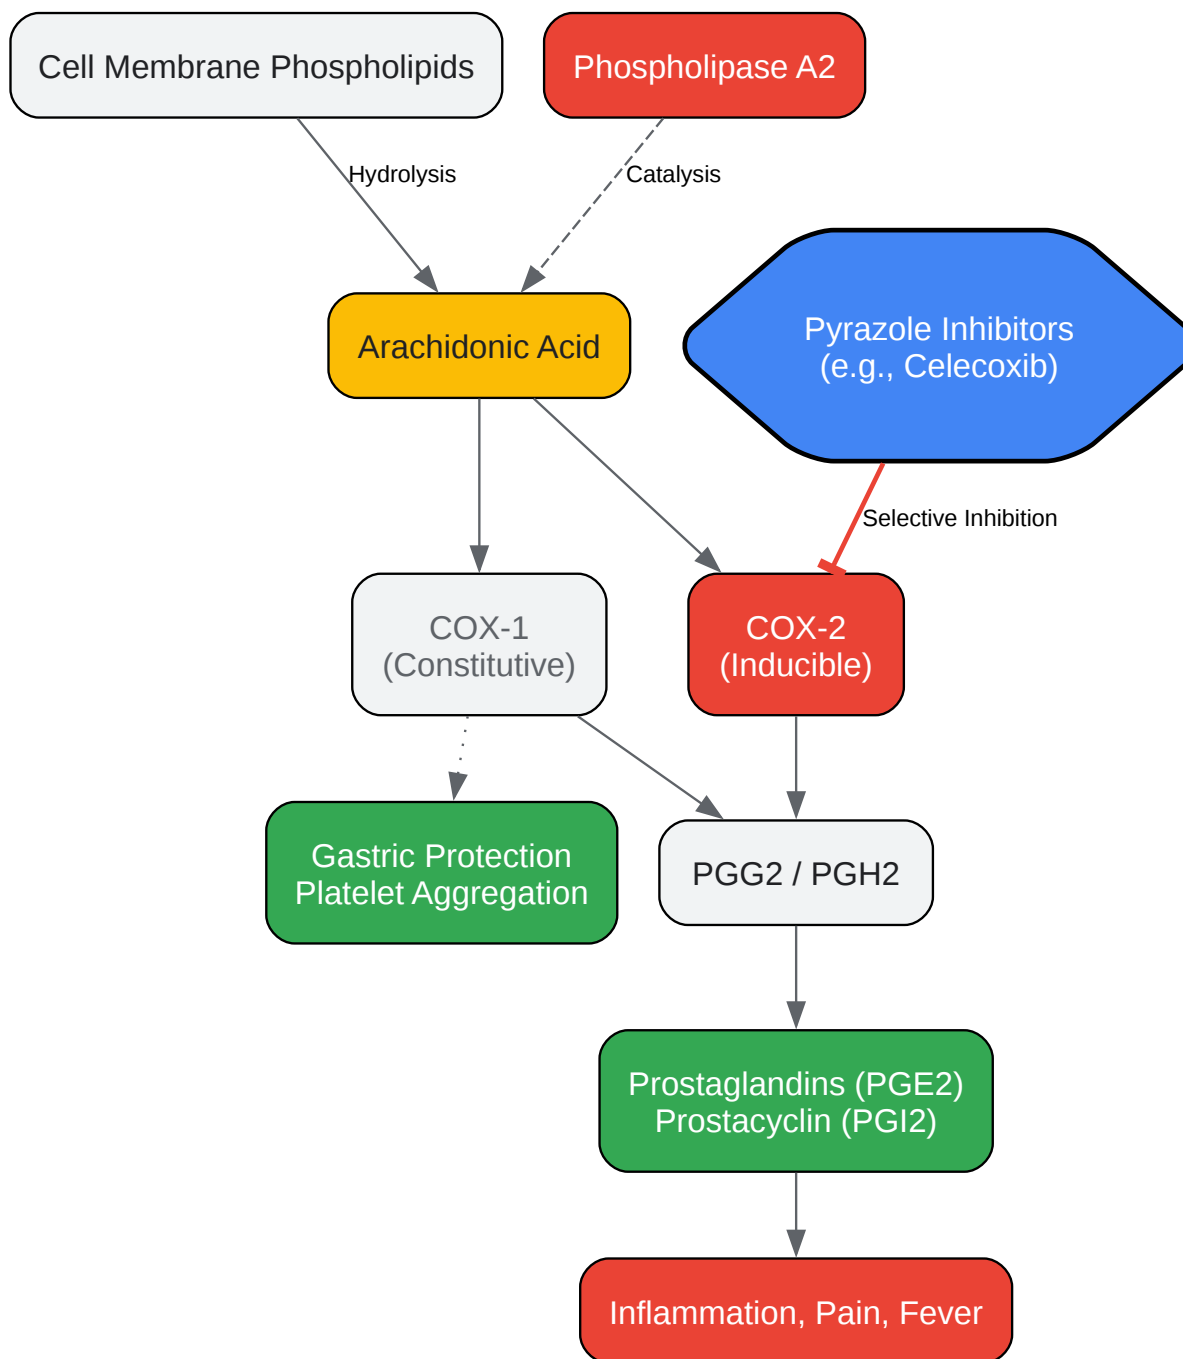 Cell Membrane Phospholipids
Phospholipase A2
Hydrolysis
Catalysis
Arachidonic Acid
Pyrazole Inhibitors
(e.g., Celecoxib)
Selective Inhibition
COX-1
(Constitutive)
COX-2
(Inducible)
Gastric Protection
Platelet Aggregation
PGG2 / PGH2
Prostaglandins (PGE2)
Prostacyclin (PGI2)
Inflammation, Pain, Fever